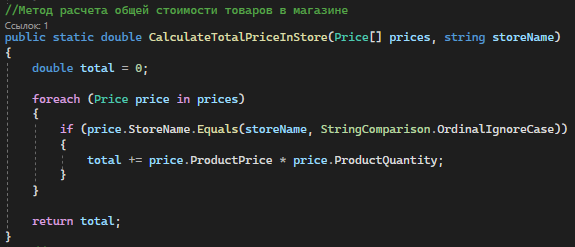 //Метод расчета общей стоимости товаров в магазине
Ссылок: 1
public static double CalculateTotalPriceInStore(Price[] prices, string storeName)
{
    double total = 0;

    foreach (Price price in prices)
    {
        if (price.StoreName.Equals(storeName, StringComparison.OrdinalIgnoreCase))
        {
            total += price.ProductPrice * price.ProductQuantity;
        }
    }

    return total;
}